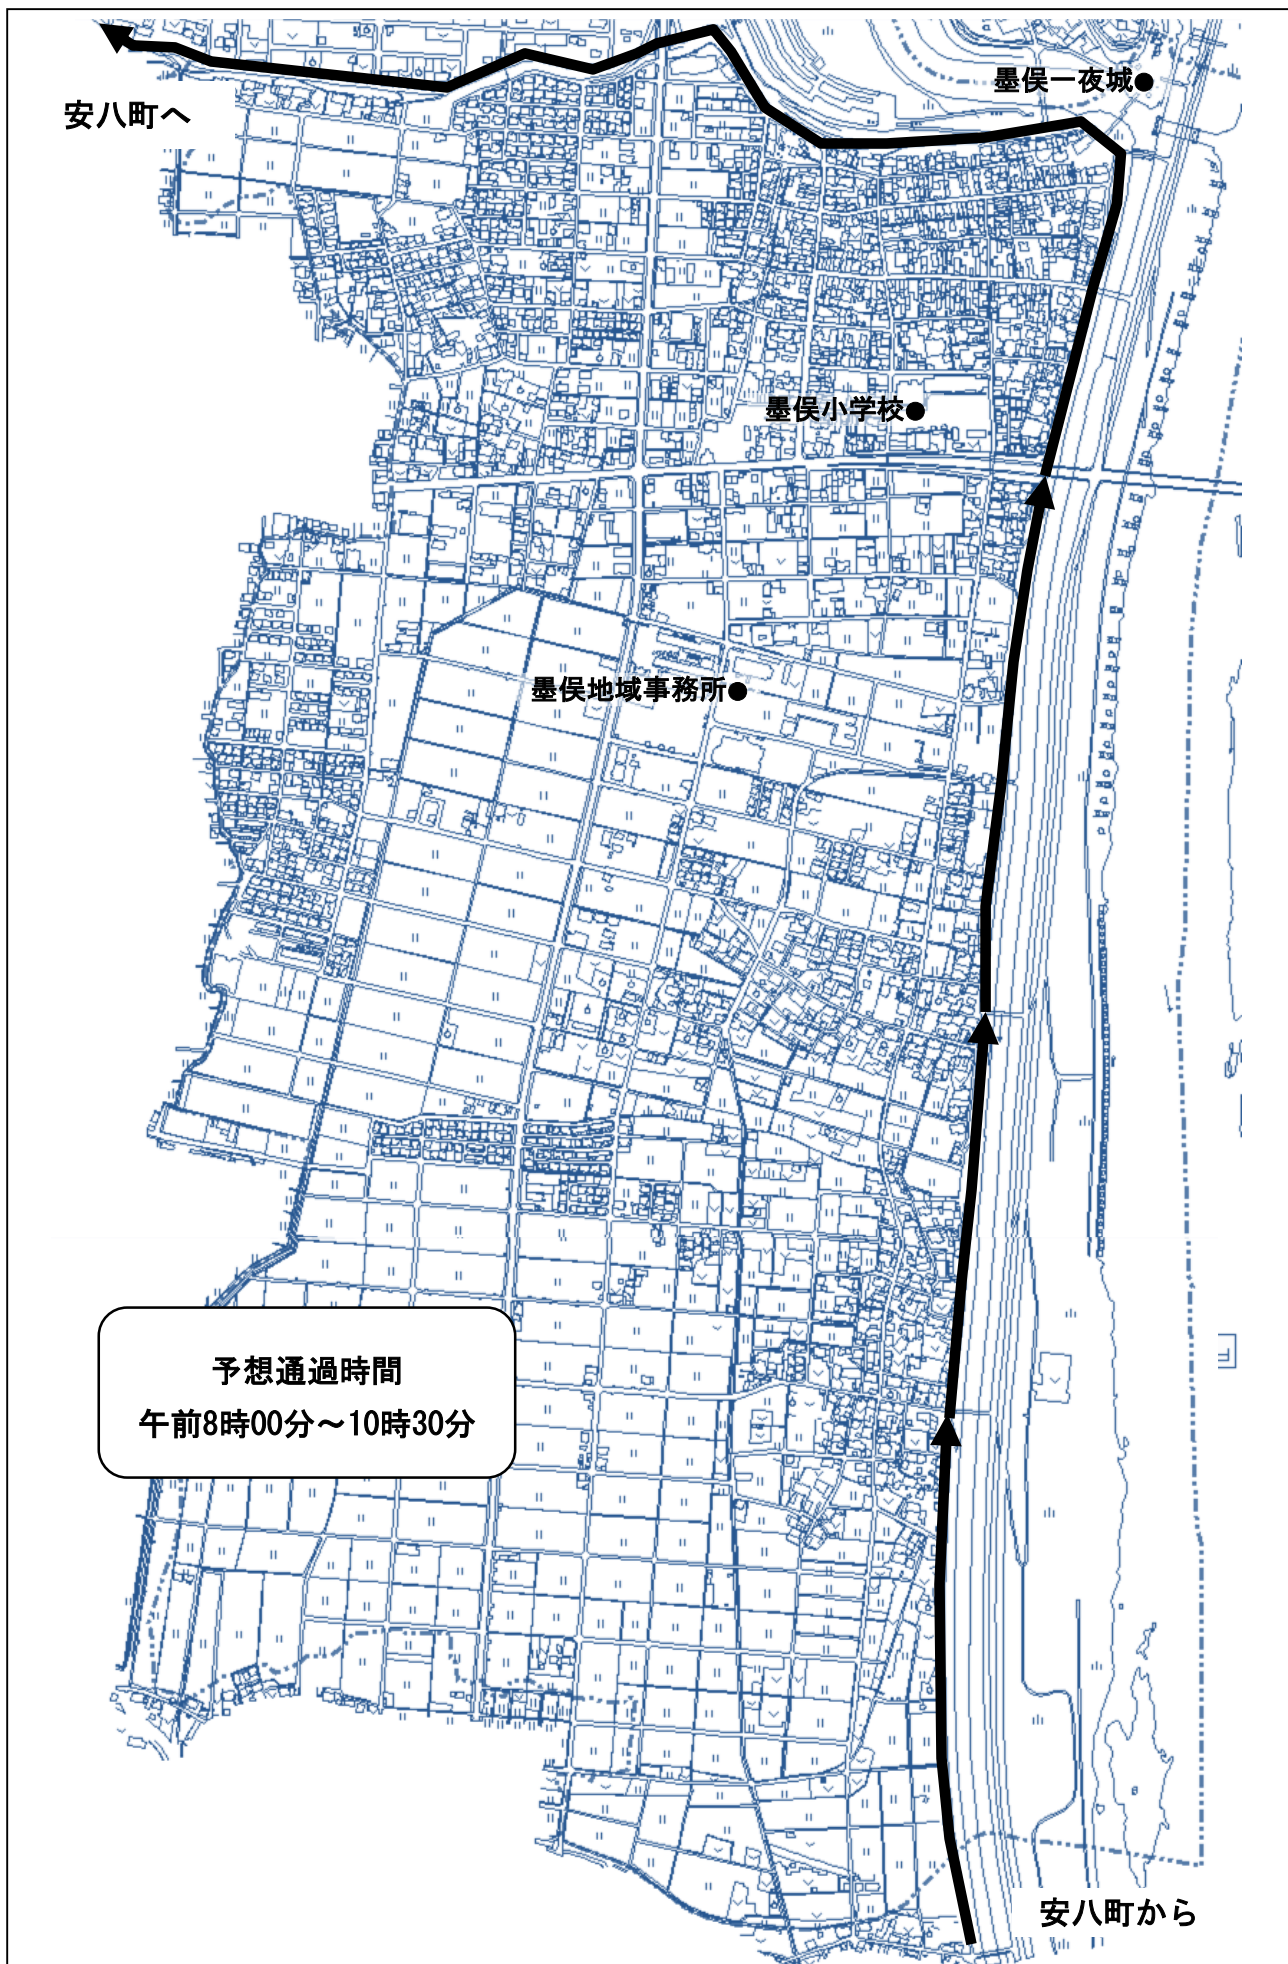 墨俣一夜城●
安八町へ
墨俣小学校●
墨俣地域事務所●
予想通過時間
午前8時00分～10時30分
安八町から